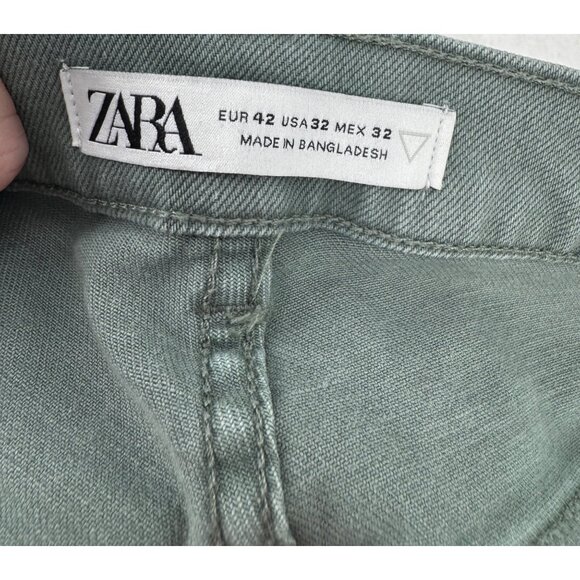 ZARA
EUR 42 USA 32 MEX 32
MADE IN BANGLADESH